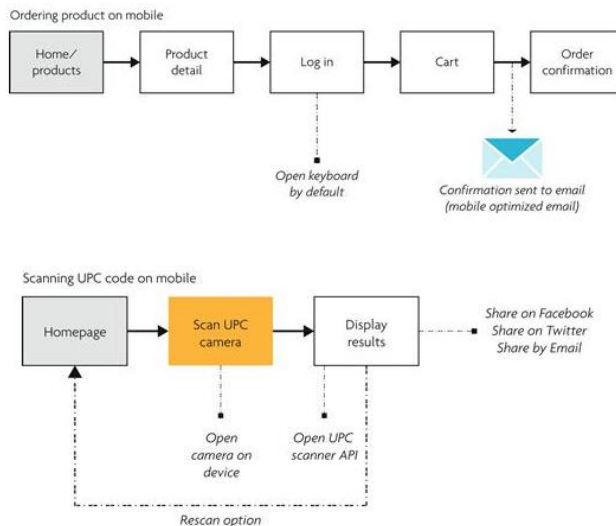 Ordering product on mobile
Home/
products
Product
detail
Log in
Cart
Order
confirmation
Open keyboard
by default
Confirmation sent to email
(mobile optimized email)
Scanning UPC code on mobile
Homepage
Scan UPC
camera
Display
results
Share on Facebook
Share on Twitter
Share by Email
Open
camera on
device
Open UPC
scanner API
Rescan option